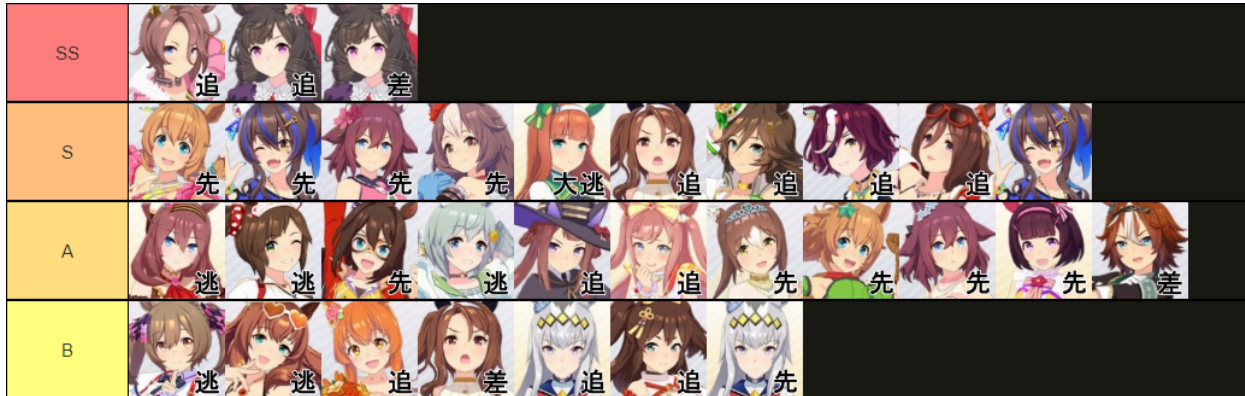 SS
追 追 差
S
先 先 先 先 大逃 追 追 追 追
A
逃 逃 先 逃 追 追 先 先 先 先 差
B
逃 逃 追 差 追 追 先